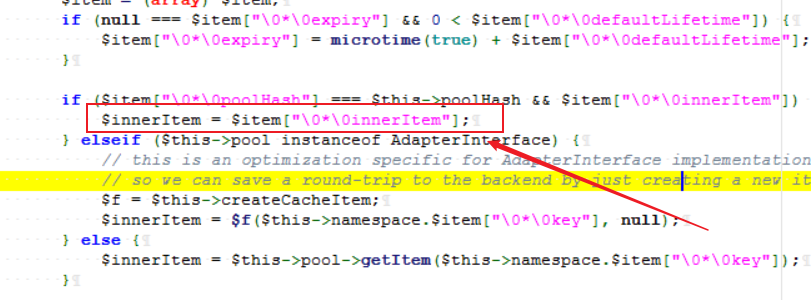 $item = (array) $item;
if (null === $item["\0*\0expiry"] && 0 < $item["\0*\0defaultLifetime"]) {¶
$item["\0*\0expiry"] = microtime(true) + $item["\0*\0defaultLifetime"];
}¶
if ($item["\0*\0poolHash"] === $this->poolHash && $item["\0*\0innerItem"])
$innerItem = $item["\0*\0innerItem"];¶
} elseif ($this->pool instanceof AdapterInterface) {¶
// this is an optimization specific for AdapterInterface implementation
// so we can save a round-trip to the backend by just creating a new it
$f = $this->createCacheItem;¶
$innerItem = $f($this->namespace.$item["\0*\0key"], null);¶
} else {¶
$innerItem = $this->pool->getItem($this->namespace.$item["\0*\0key"]);¶
}¶